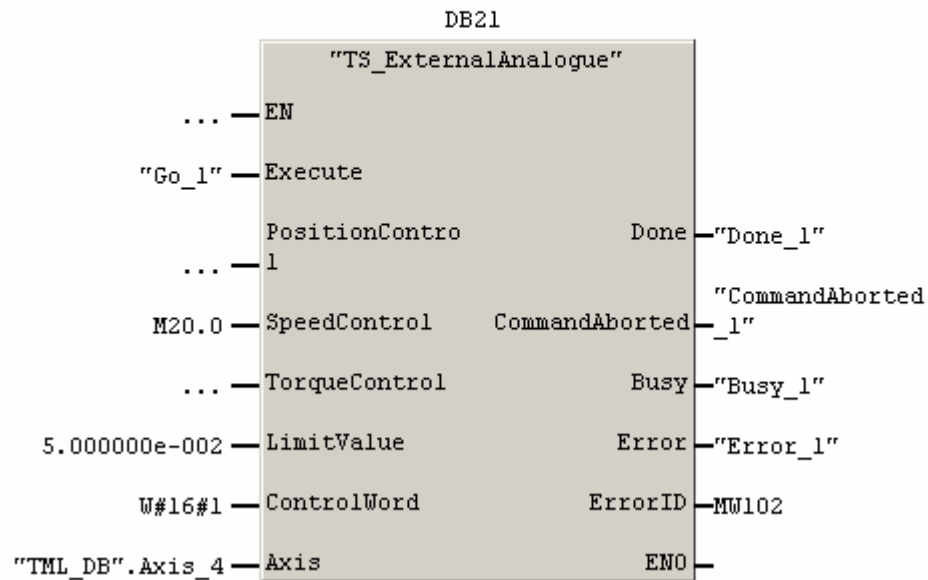 DB21
"TS_ExternalAnalogue"
... EN
"Go_1" Execute
PositionContro Done "Done_1"
... l
"CommandAborted
M20.0 SpeedControl CommandAborted _1"
... TorqueControl Busy "Busy_1"
5.000000e-002 LimitValue Error "Error_1"
W#16#1 ControlWord ErrorID MW102
"TML_DB".Axis_4 Axis ENO